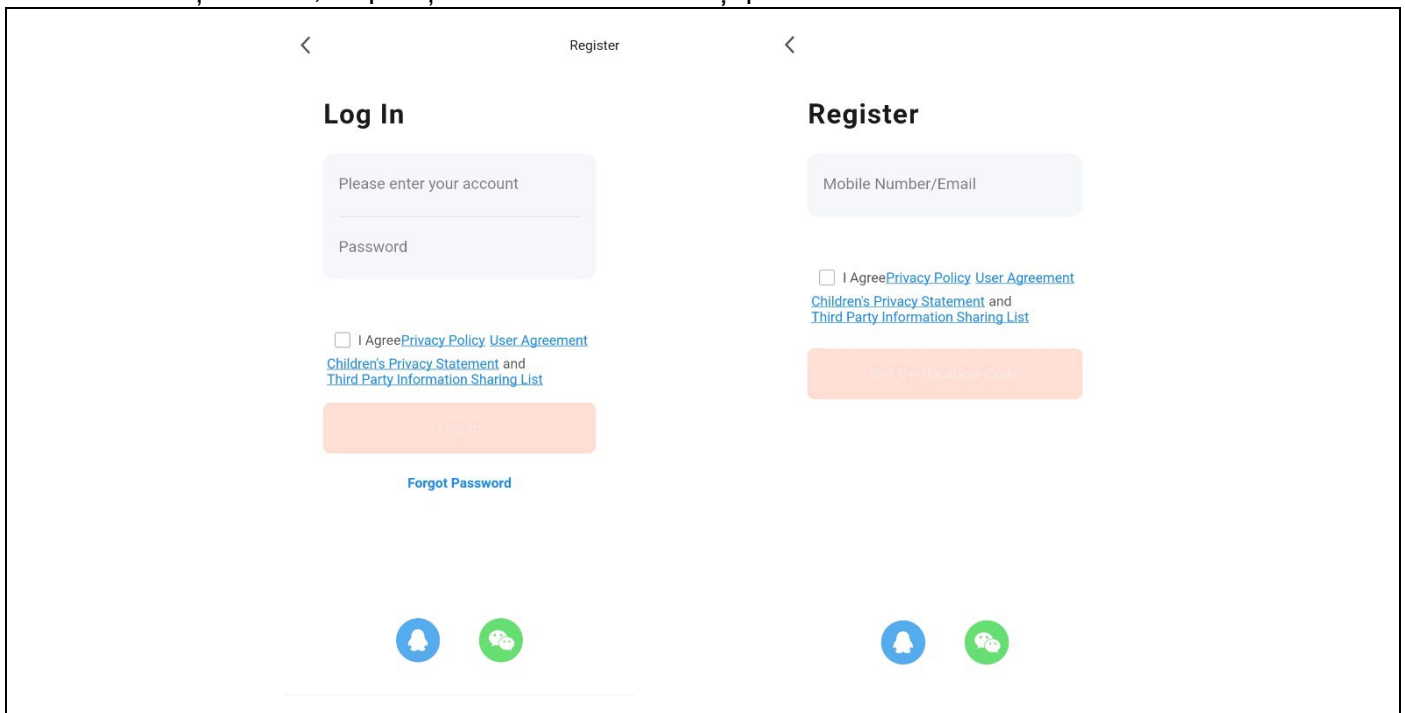 Register
Log In
Please enter your account
Password
I AgreePrivacy Policy User Agreement
Children's Privacy Statement and
Third Party Information Sharing List
Log In
Forgot Password
Register
Mobile Number/Email
I AgreePrivacy Policy User Agreement
Children's Privacy Statement and
Third Party Information Sharing List
Get Verification Code